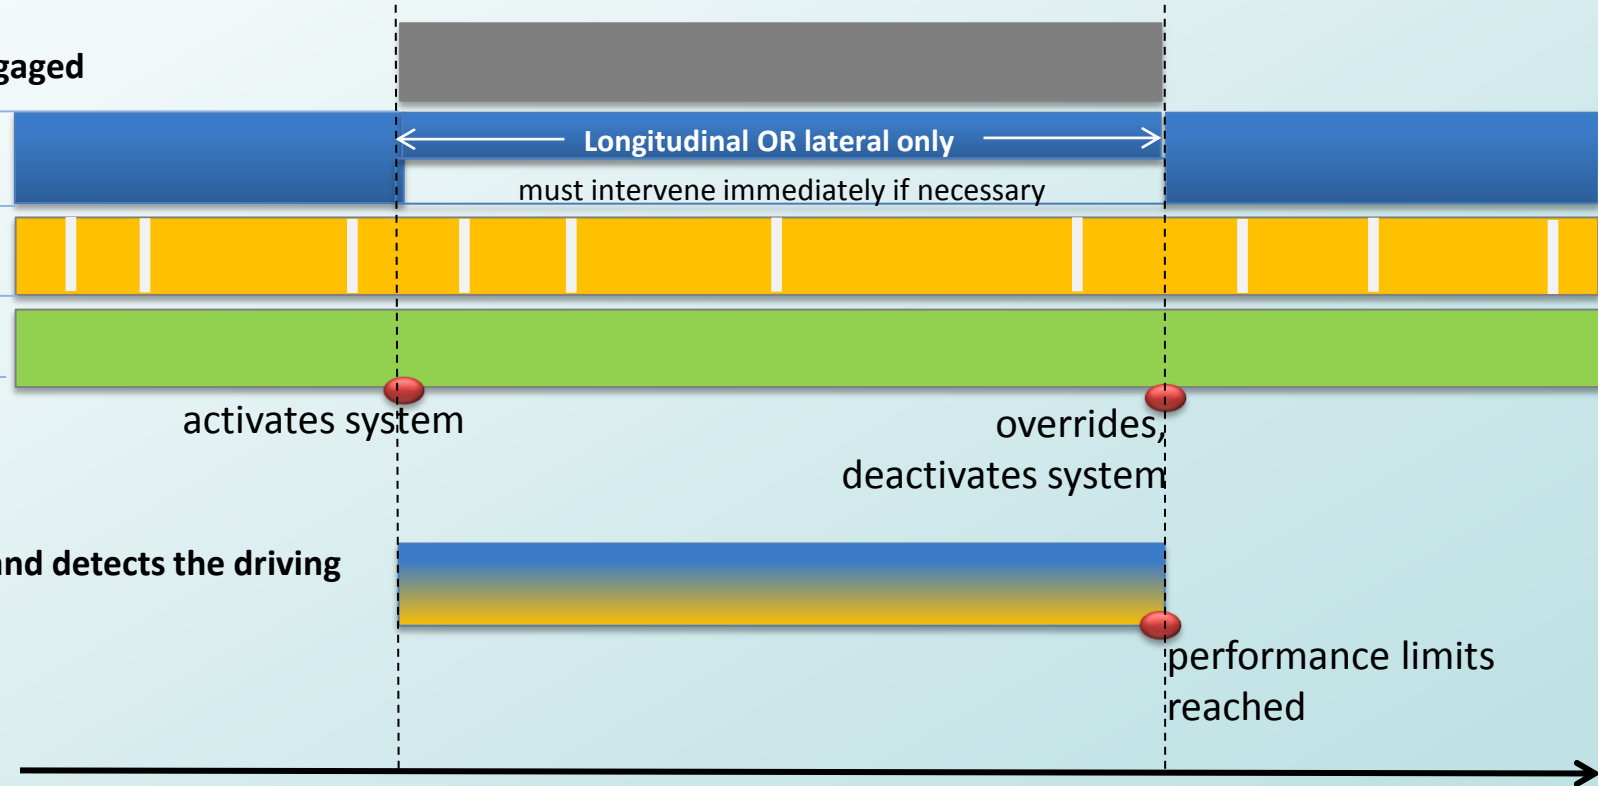 gaged
Longitudinal OR lateral only
must intervene immediately if necessary
activates system
overrides,
deactivates system
and detects the driving
performance limits
reached